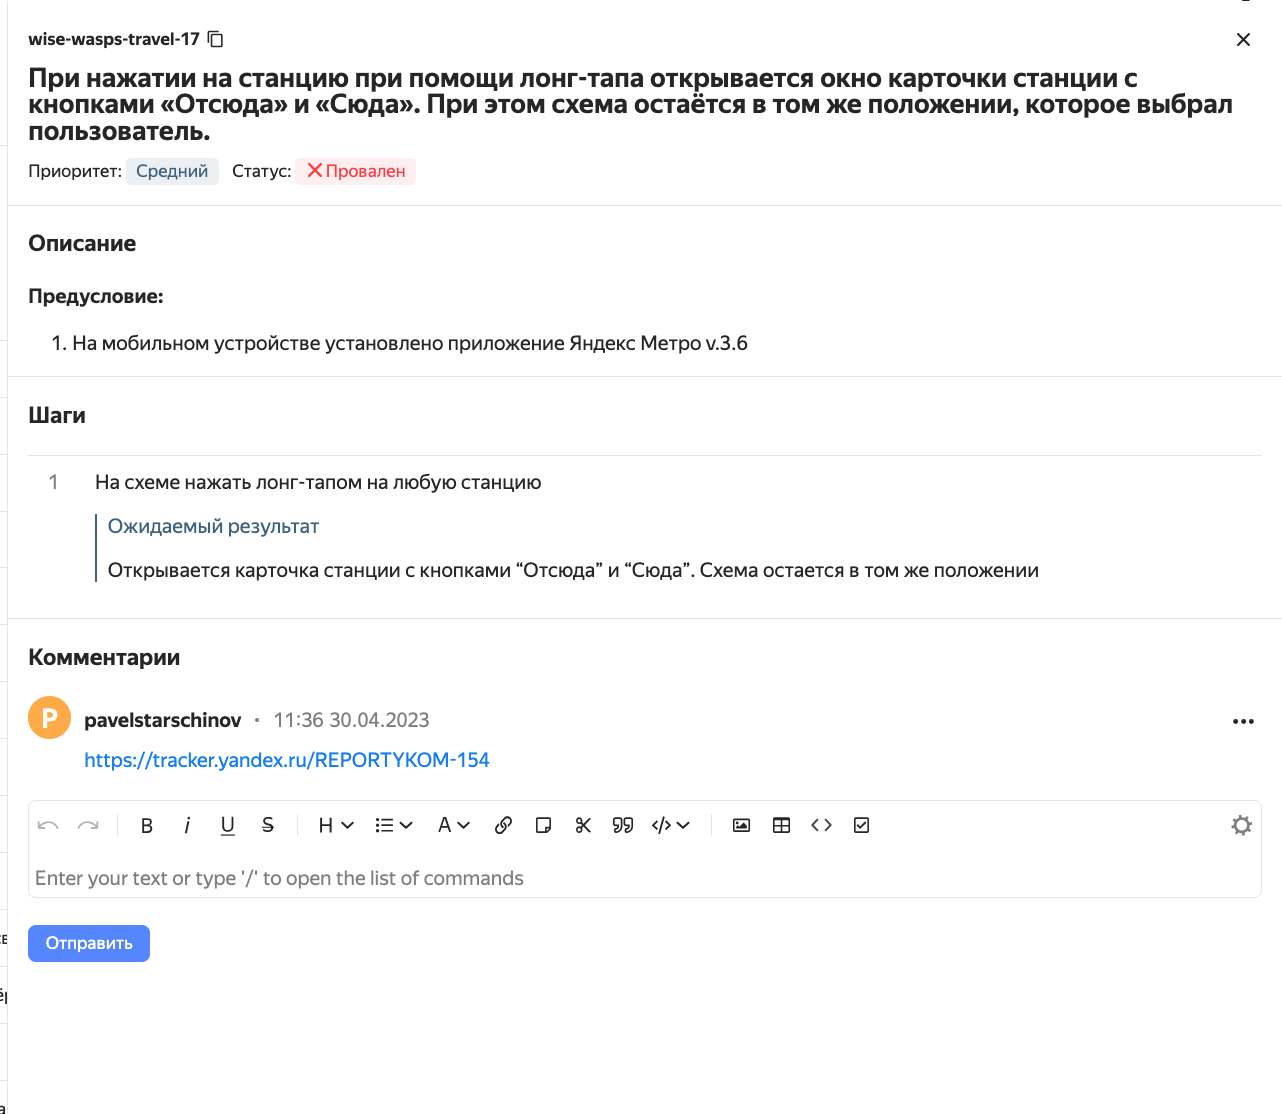 wise-wasps-travel-17
При нажатии на станцию при помощи лонг-тапа открывается окно карточки станции с
кнопками «Отсюда» и «Сюда». При этом схема остаётся в том же положении, которое выбрал
пользователь.
Приоритет: Средний Статус: Провален
Описание
Предусловие:
1. На мобильном устройстве установлено приложение Яндекс Метро v.3.6
Шаги
1 На схеме нажать лонг-тапом на любую станцию
Ожидаемый результат
Открывается карточка станции с кнопками “Отсюда” и “Сюда”. Схема остается в том же положении
Комментарии
P pavelstarschinov • 11:36 30.04.2023
https://tracker.yandex.ru/REPORTYKOM-154
B i U S H A
Enter your text or type '/' to open the list of commands
Отправить